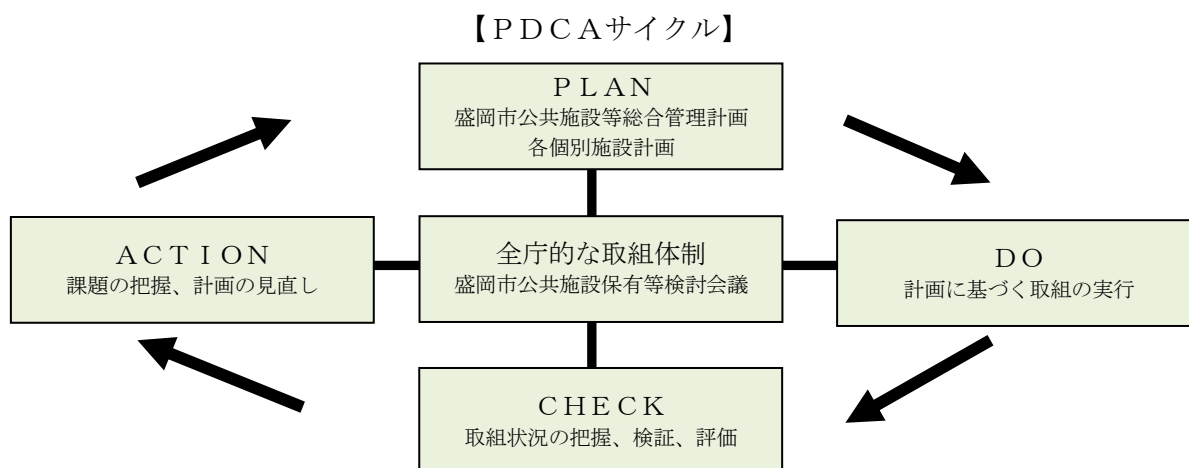 【ＰＤＣＡサイクル】
ＰＬＡＮ
盛岡市公共施設等総合管理計画
各個別施設計画
ＡＣＴＩＯＮ
課題の把握、計画の見直し
全庁的な取組体制
盛岡市公共施設保有等検討会議
ＤＯ
計画に基づく取組の実行
ＣＨＥＣＫ
取組状況の把握、検証、評価